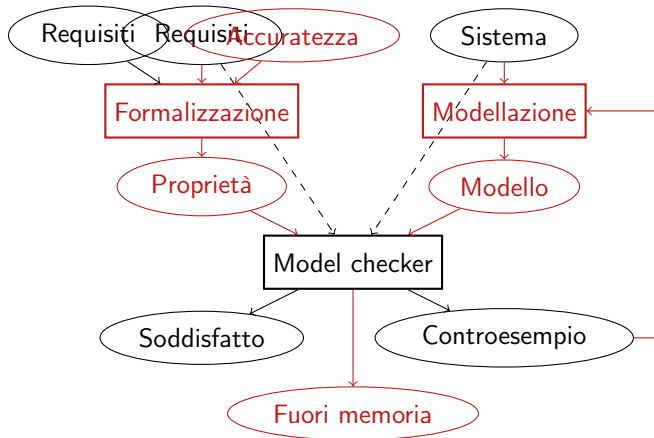 Requisiti
Requisiti
Accuratezza
Sistema
Formalizzazione
Modellazione
Proprietà
Modello
Model checker
Soddisfatto
Controesempio
Fuori memoria